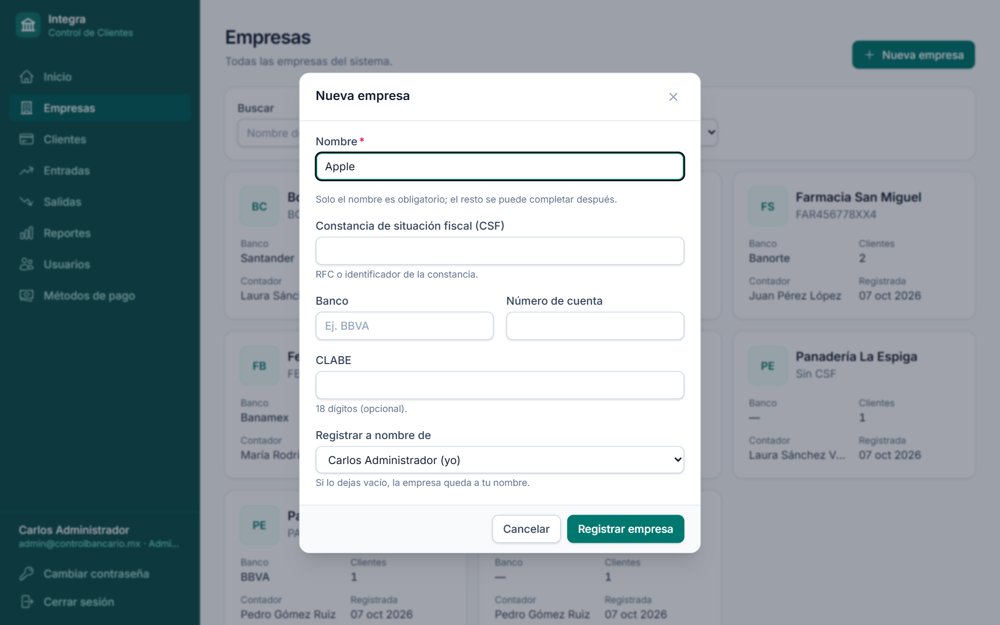 Integra
Control de Clientes
Inicio
Empresas
Clientes
Entradas
Salidas
Reportes
Usuarios
Métodos de pago
Carlos Administrador
admin@controlbancario.mx · Admi...
Cambiar contraseña
Cerrar sesión
Empresas
Todas las empresas del sistema.
+ Nueva empresa
Buscar
Nombre
Nueva empresa
Nombre *
Apple
Solo el nombre es obligatorio; el resto se puede completar después.
Constancia de situación fiscal (CSF)
RFC o identificador de la constancia.
Banco
Número de cuenta
Ej. BBVA
CLABE
18 dígitos (opcional).
Registrar a nombre de
Carlos Administrador (yo)
Si lo dejas vacío, la empresa queda a tu nombre.
Cancelar
Registrar empresa
BC
Banco
Santander
Contador
Laura
FS
Farmacia San Miguel
FAR456778XX4
Banco
Clientes
Banorte
2
Contador
Registrada
Juan Pérez López
07 oct 2026
FB
Banco
Banamex
Contador
María
PE
Panadería La Espiga
Sin CSF
Banco
Clientes
—
1
Contador
Registrada
Laura Sánchez V...
07 oct 2026
PE
Banco
Clientes
BBVA
1
Contador
Registrada
Pedro Gómez Ruiz
07 oct 2026
Banco
Clientes
—
1
Contador
Registrada
Pedro Gómez Ruiz
07 oct 2026